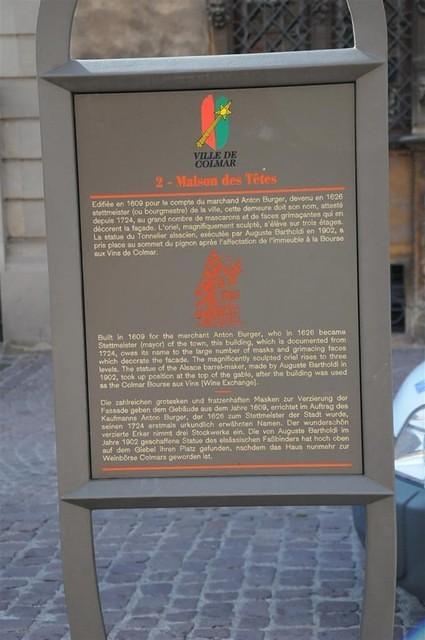 VILLE DE
COLMAR
2 - Maison des Têtes
Edifiée en 1609 pour le compte du marchand Anton Burger, devenu en 1626
stettmeister (ou bourgmestre) de la ville, cette demeure doit son nom, attesté
depuis 1724, au grand nombre de mascarons et de faces grimaçantes qui en
décorent la façade. L'oriel, magnifiquement sculpté, s'élève sur trois étages.
La statue du Tonnelier alsacien, exécutée par Auguste Bartholdi en 1902, a
pris place au sommet du pignon après l'affectation de l'immeuble à la Bourse
aux Vins de Colmar.
Built in 1609 for the merchant Anton Burger, who in 1626 became
Stettmeister (mayor) of the town, this building, which is documented from
1724, owes its name to the large number of masks and grimacing faces
which decorate the façade. The magnificently sculpted oriel rises to three
levels. The statue of the Alsace barrel-maker, made by Auguste Bartholdi in
1902, took up position at the top of the gable, after the building was used
as the Colmar Bourse aux Vins (Wine Exchange).
Die zahlreichen grotesken und fratzenhaften Masken zur Verzierung der
Fassade geben dem Gebäude aus dem Jahre 1609, errichtet im Auftrag des
Kaufmanns Anton Burger, der 1626 zum Stettmeister der Stadt wurde,
seinen 1724 erstmals urkundlich erwähnten Namen. Der wunderschön
verzierte Erker nimmt drei Stockwerke ein. Die von Auguste Bartholdi im
Jahre 1902 geschaffene Statue des elsässischen Faßbinders hat hoch oben
auf dem Giebel ihren Platz gefunden, nachdem das Haus nunmehr zur
Weinbörse Colmars geworden ist.